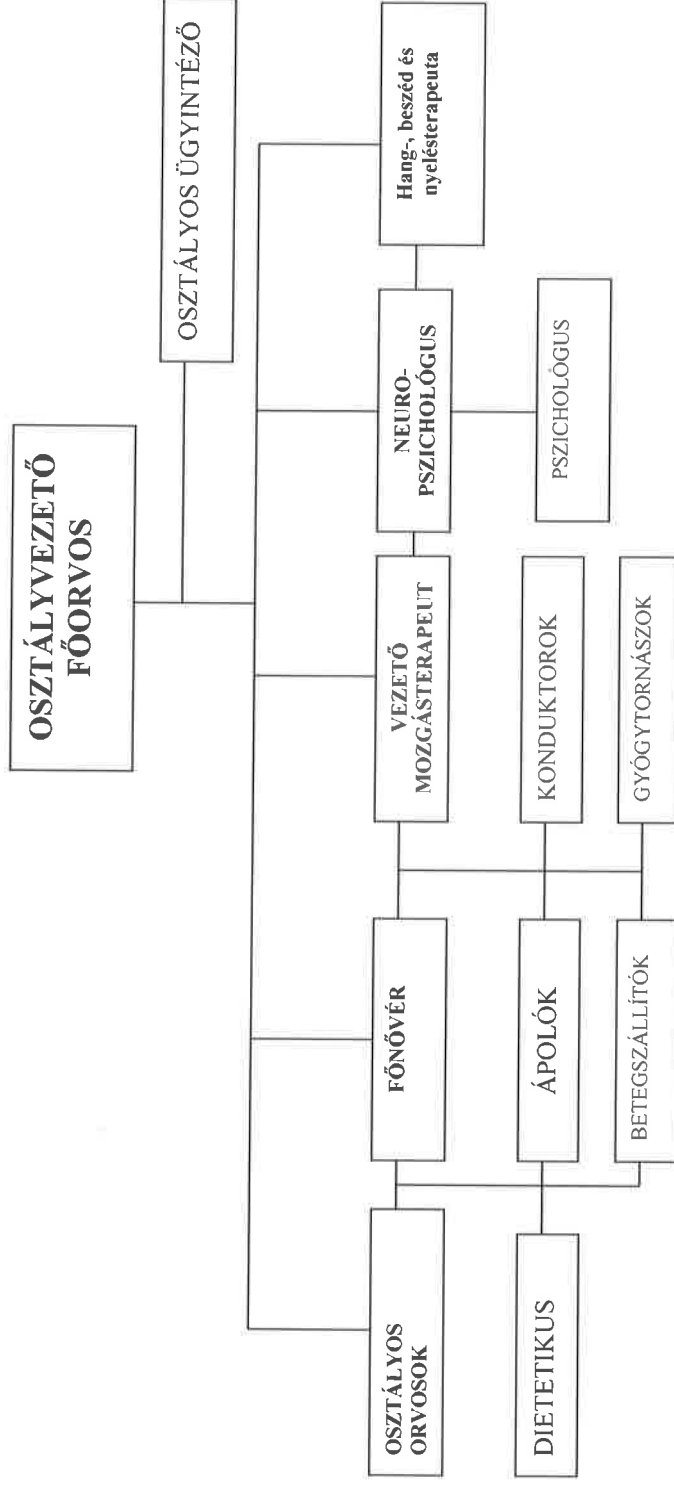 OSZTÁLYVEZETŐ
FŐORVOS
OSZTÁLYOS ÜGYINTÉZŐ
OSZTÁLYOS
ORVOSOK
FŐNŐVÉR
VEZETŐ
MOZGÁSTERAPEUT
NEURO-
PSZICHOLÓGUS
Hang-, beszéd és
nyelésterapeuta
DIETETIKUS
ÁPOLÓK
KONDUKTOROK
PSZICHOLÓGUS
BETEGSZÁLLÍTÓK
GYÓGYTORNÁSZOK